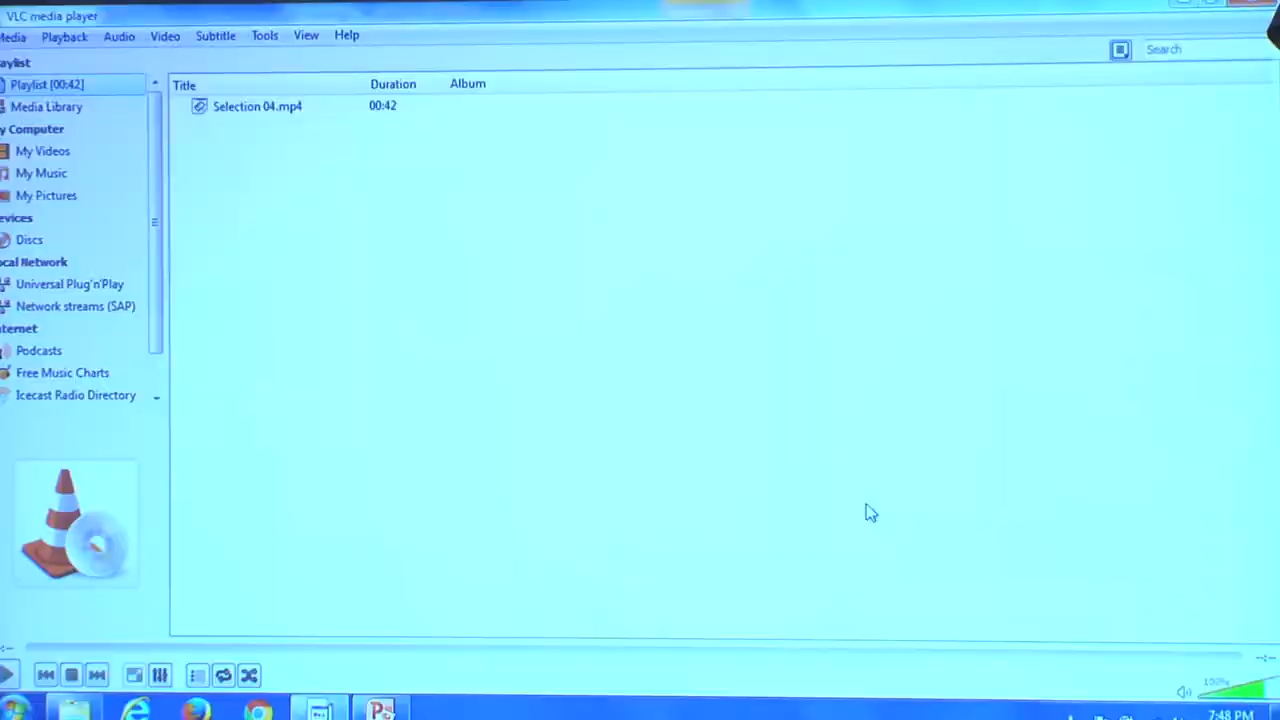 VLC media player
Media Playback Audio Video Subtitle Tools View Help
Search
Playlist
Playlist [00:42]
Title Duration Album
Selection 04.mp4 00:42
Media Library
My Computer
My Videos
My Music
My Pictures
Devices
Discs
Local Network
Universal Plug'n'Play
Network streams (SAP)
Internet
Podcasts
Free Music Charts
Icecast Radio Directory
--:--
100%
7:48 PM